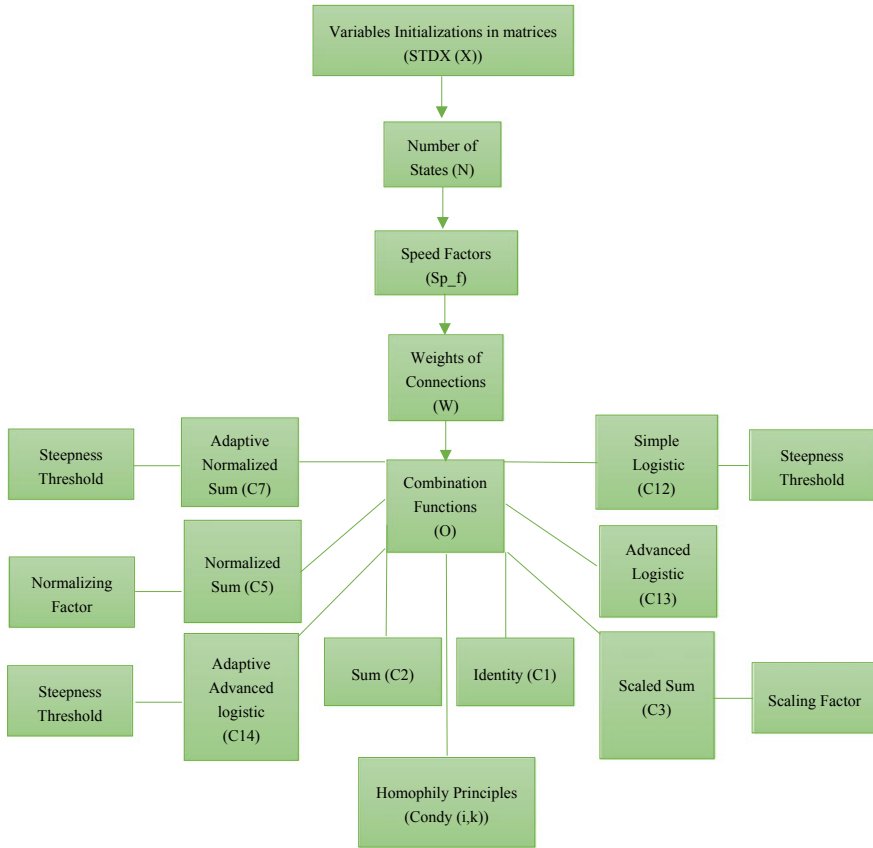 Variables Initializations in matrices
(STDX (X))
Number of
States (N)
Speed Factors
(Sp_f)
Weights of
Connections
(W)
Steepness
Threshold
Adaptive
Normalized
Sum (C7)
Combination
Functions
(O)
Simple
Logistic
(C12)
Steepness
Threshold
Normalizing
Factor
Normalized
Sum (C5)
Advanced
Logistic
(C13)
Steepness
Threshold
Adaptive
Advanced
logistic
(C14)
Sum (C2)
Identity (C1)
Scaled Sum
(C3)
Scaling Factor
Homophily Principles
(Condy (i,k))